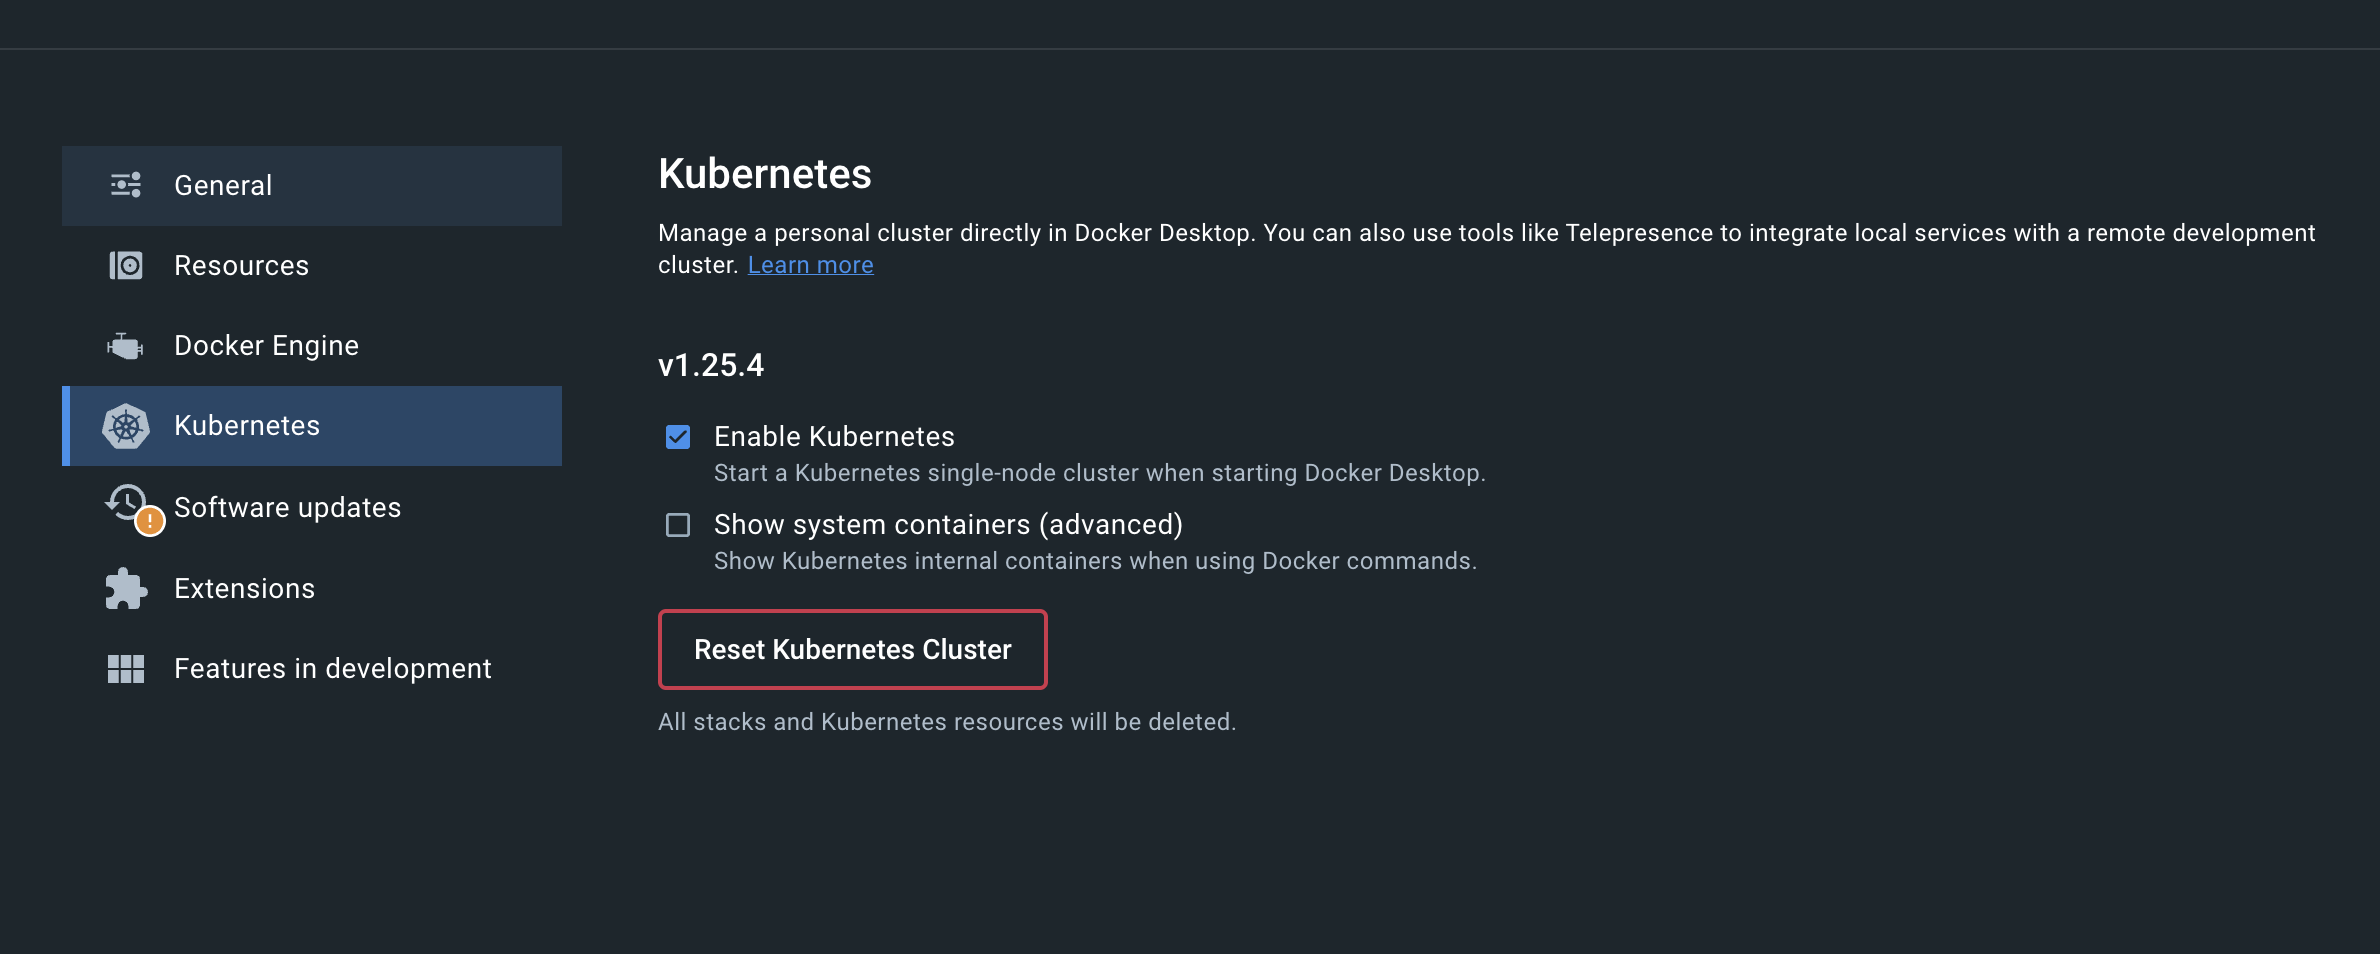 General
Resources
Docker Engine
Kubernetes
Software updates
Extensions
Features in development
Kubernetes
Manage a personal cluster directly in Docker Desktop. You can also use tools like Telepresence to integrate local services with a remote development
cluster. Learn more
v1.25.4
Enable Kubernetes
Start a Kubernetes single-node cluster when starting Docker Desktop.
Show system containers (advanced)
Show Kubernetes internal containers when using Docker commands.
Reset Kubernetes Cluster
All stacks and Kubernetes resources will be deleted.